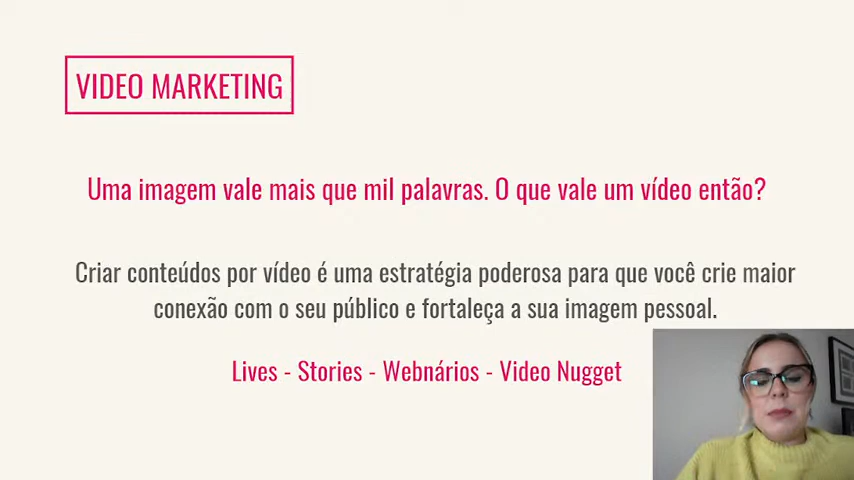 VIDEO MARKETING
Uma imagem vale mais que mil palavras. O que vale um vídeo então?
Criar conteúdos por vídeo é uma estratégia poderosa para que você crie maior
conexão com o seu público e fortaleça a sua imagem pessoal.
Lives - Stories - Webnários - Video Nugget